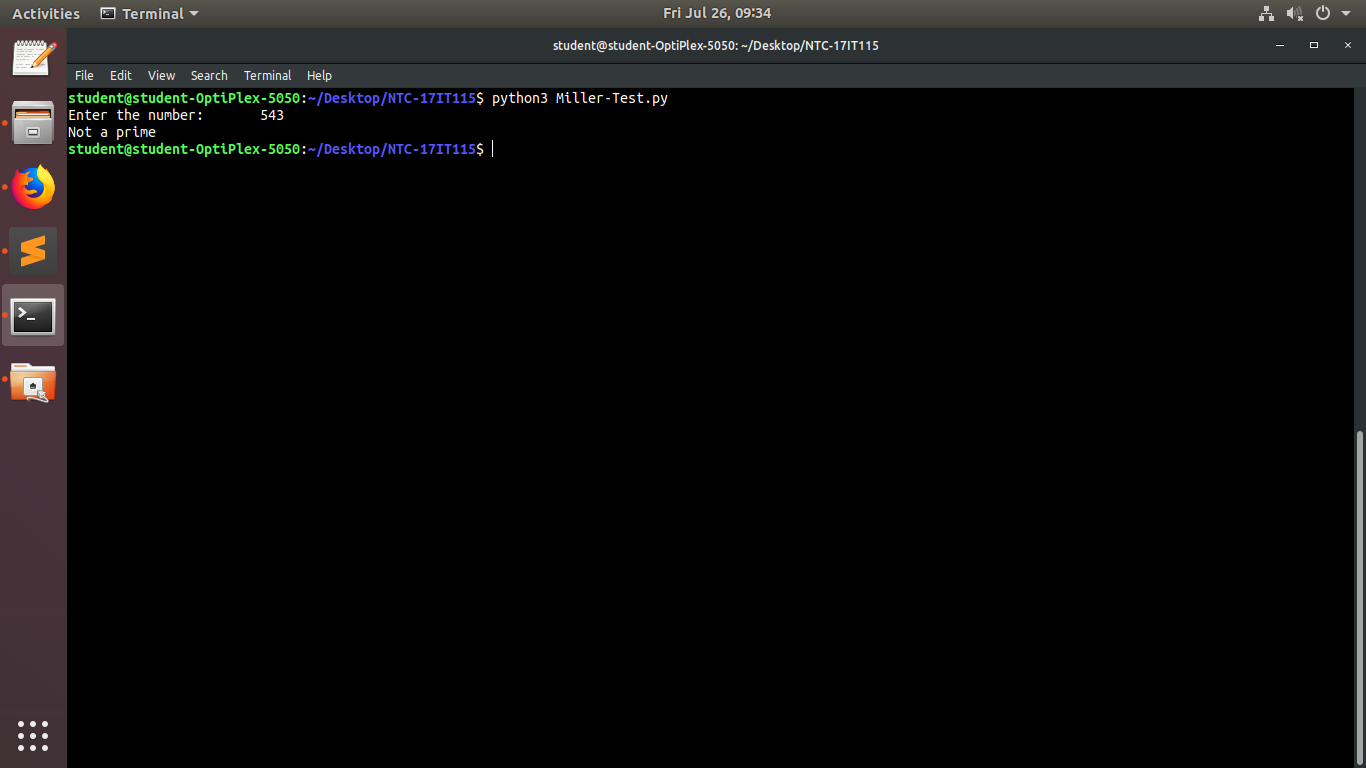 Activities Terminal Fri Jul 26, 09:34
student@student-OptiPlex-5050: ~/Desktop/NTC-17IT115
File Edit View Search Terminal Help
student@student-OptiPlex-5050:~/Desktop/NTC-17IT115$ python3 Miller-Test.py
Enter the number:       543
Not a prime
student@student-OptiPlex-5050:~/Desktop/NTC-17IT115$